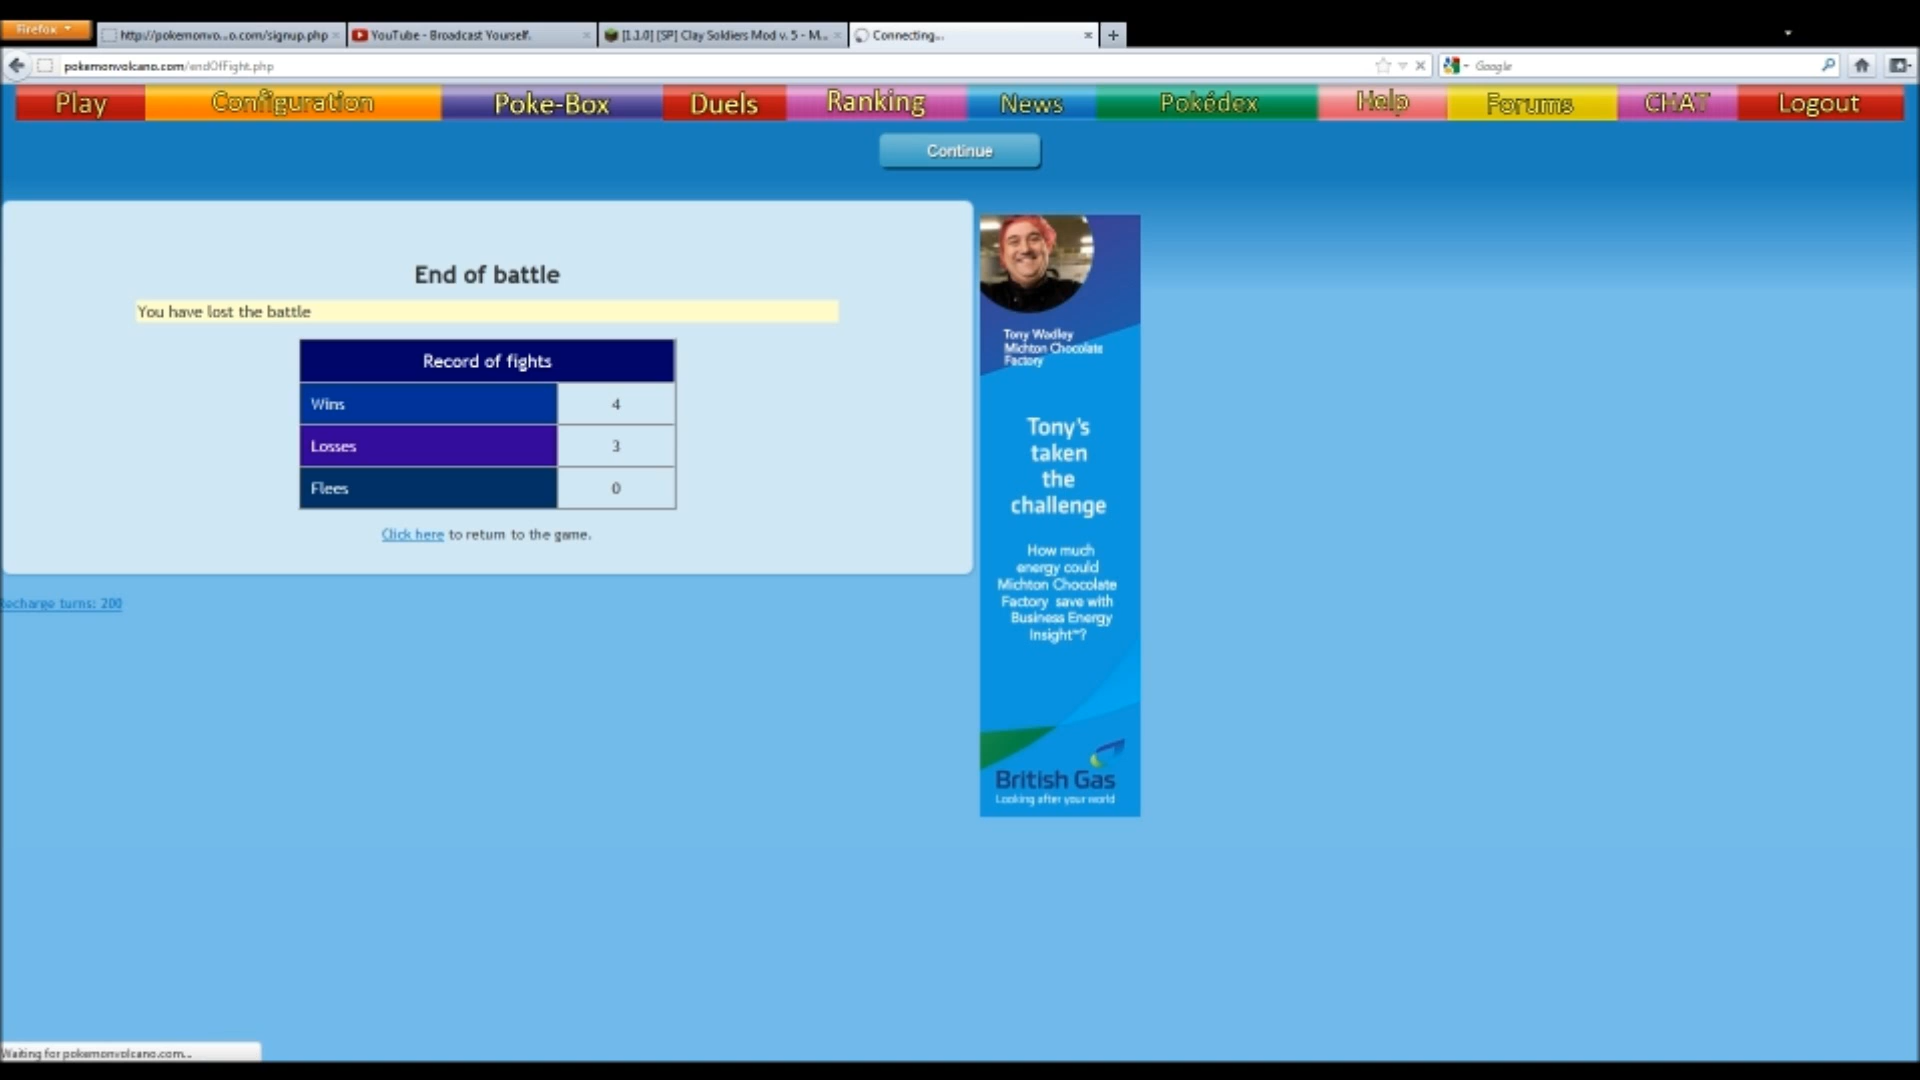 Firefox
http://pokemonvo...o.com/signup.php
YouTube - Broadcast Yourself.
[1.1.0] [SP] Clay Soldiers Mod v. 5 - M...
Connecting...
pokemonvolcano.com/endOfFight.php
Google
Play
Configuration
Poke-Box
Duels
Ranking
News
Pokédex
Help
Forums
CHAT
Logout
Continue
End of battle
You have lost the battle
Record of fights
Wins 4
Losses 3
Flees 0
Click here to return to the game.
Recharge turns: 200
Tony Wadley
Michton Chocolate
Factory
Tony's
taken
the
challenge
How much
energy could
Michton Chocolate
Factory save with
Business Energy
Insight™?
British Gas
Looking after your world
Waiting for pokemonvolcano.com...